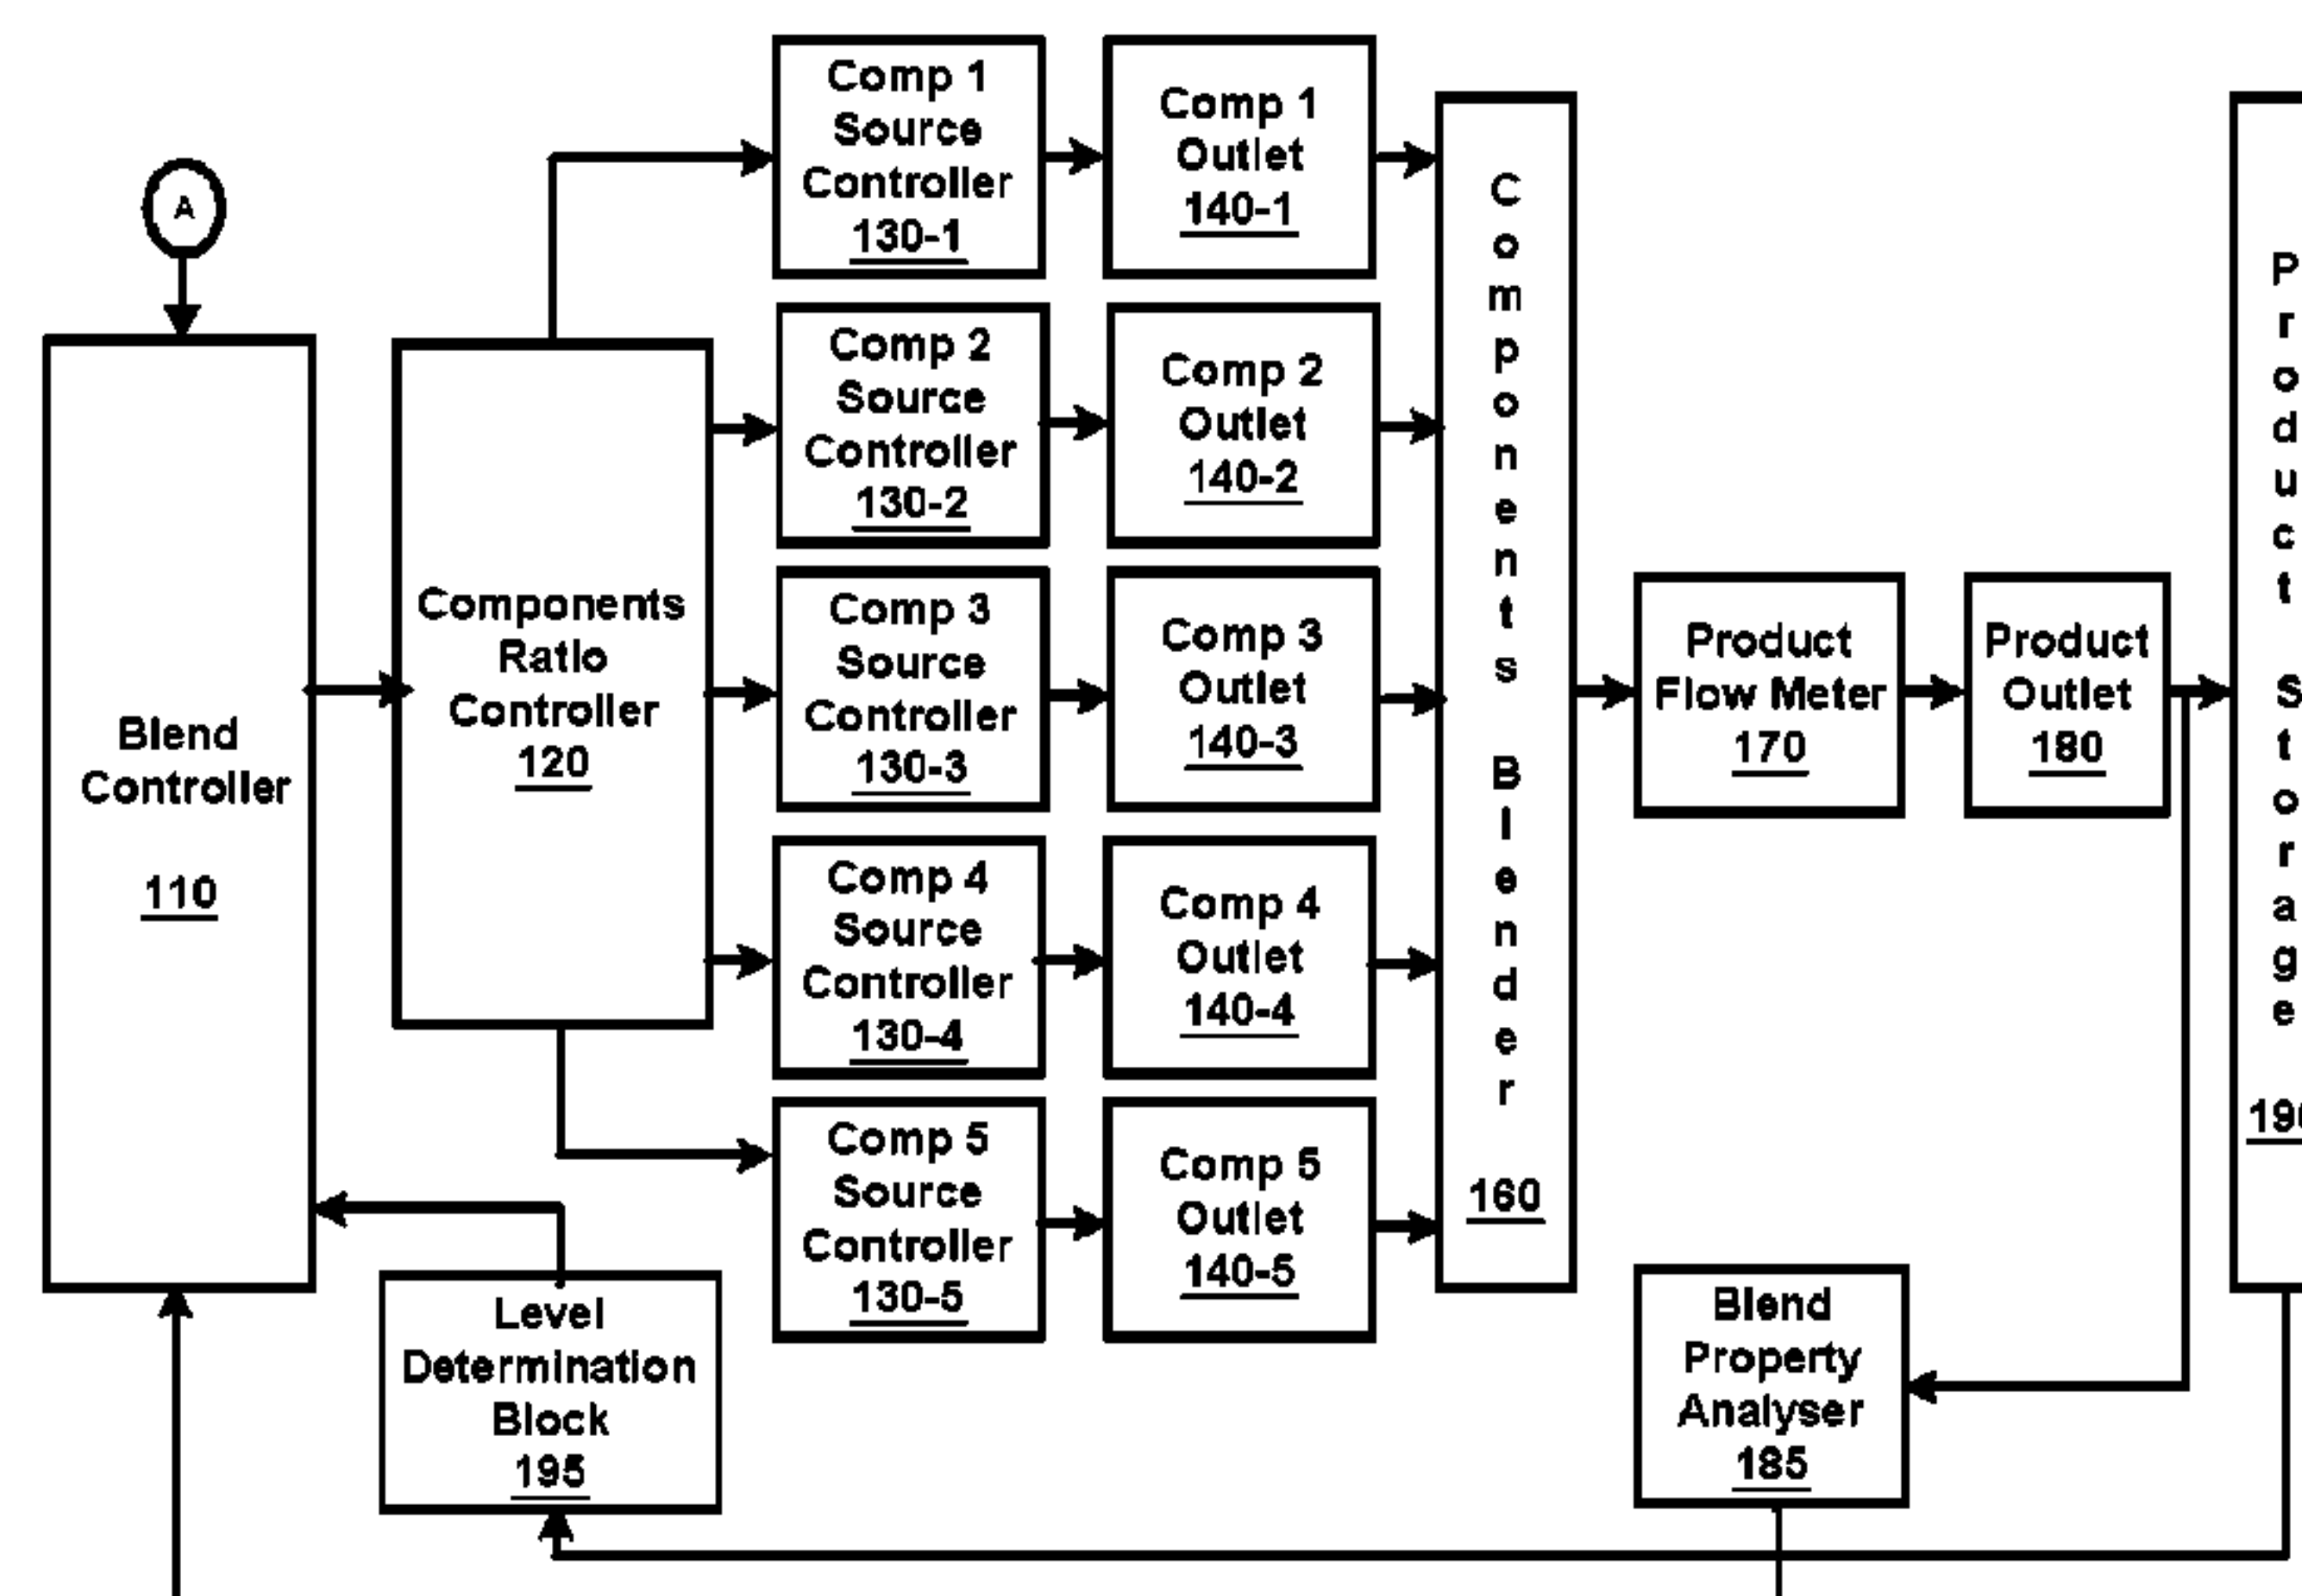 A
Blend
Controller
110
Components
Ratio
Controller
120
Comp 1
Source
Controller
130-1
Comp 1
Outlet
140-1
Comp 2
Source
Controller
130-2
Comp 2
Outlet
140-2
Comp 3
Source
Controller
130-3
Comp 3
Outlet
140-3
Comp 4
Source
Controller
130-4
Comp 4
Outlet
140-4
Comp 5
Source
Controller
130-5
Comp 5
Outlet
140-5
Components Blender
160
Product
Flow Meter
170
Product
Outlet
180
Product Storage
Level
Determination
Block
195
Blend
Property
Analyser
185